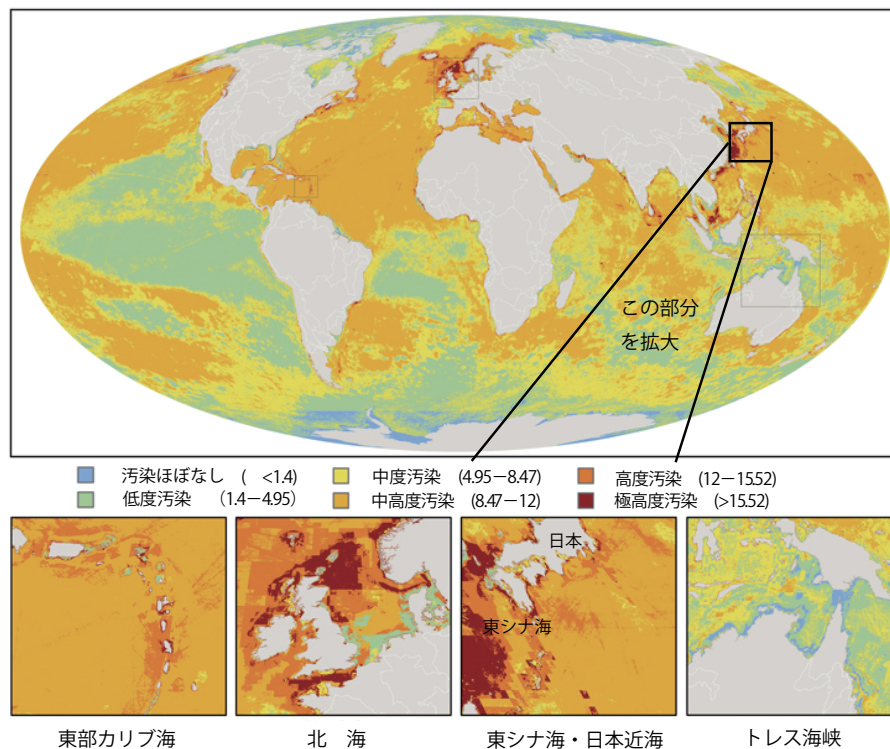 この部分
を拡大
汚染ほぼなし ( <1.4) 中度汚染 (4.95－8.47) 高度汚染 (12－15.52)
低度汚染 (1.4－4.95) 中高度汚染 (8.47－12) 極高度汚染 (>15.52)
日本
東シナ海
東部カリブ海 北 海 東シナ海・日本近海 トレス海峡